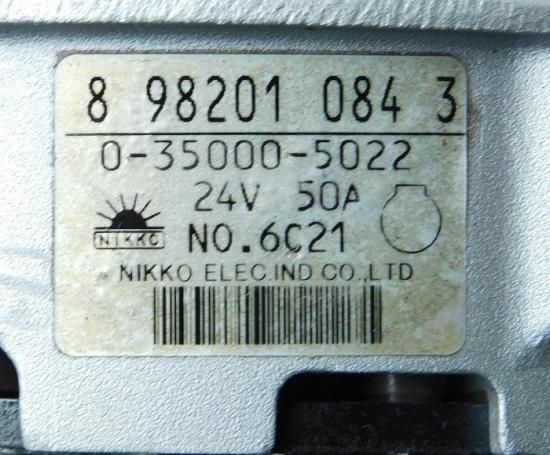 8 98201 084 3
0-35000-5022
24V 50A
NIKKO
NO.6C21
NIKKO ELEC.IND CO.,LTD